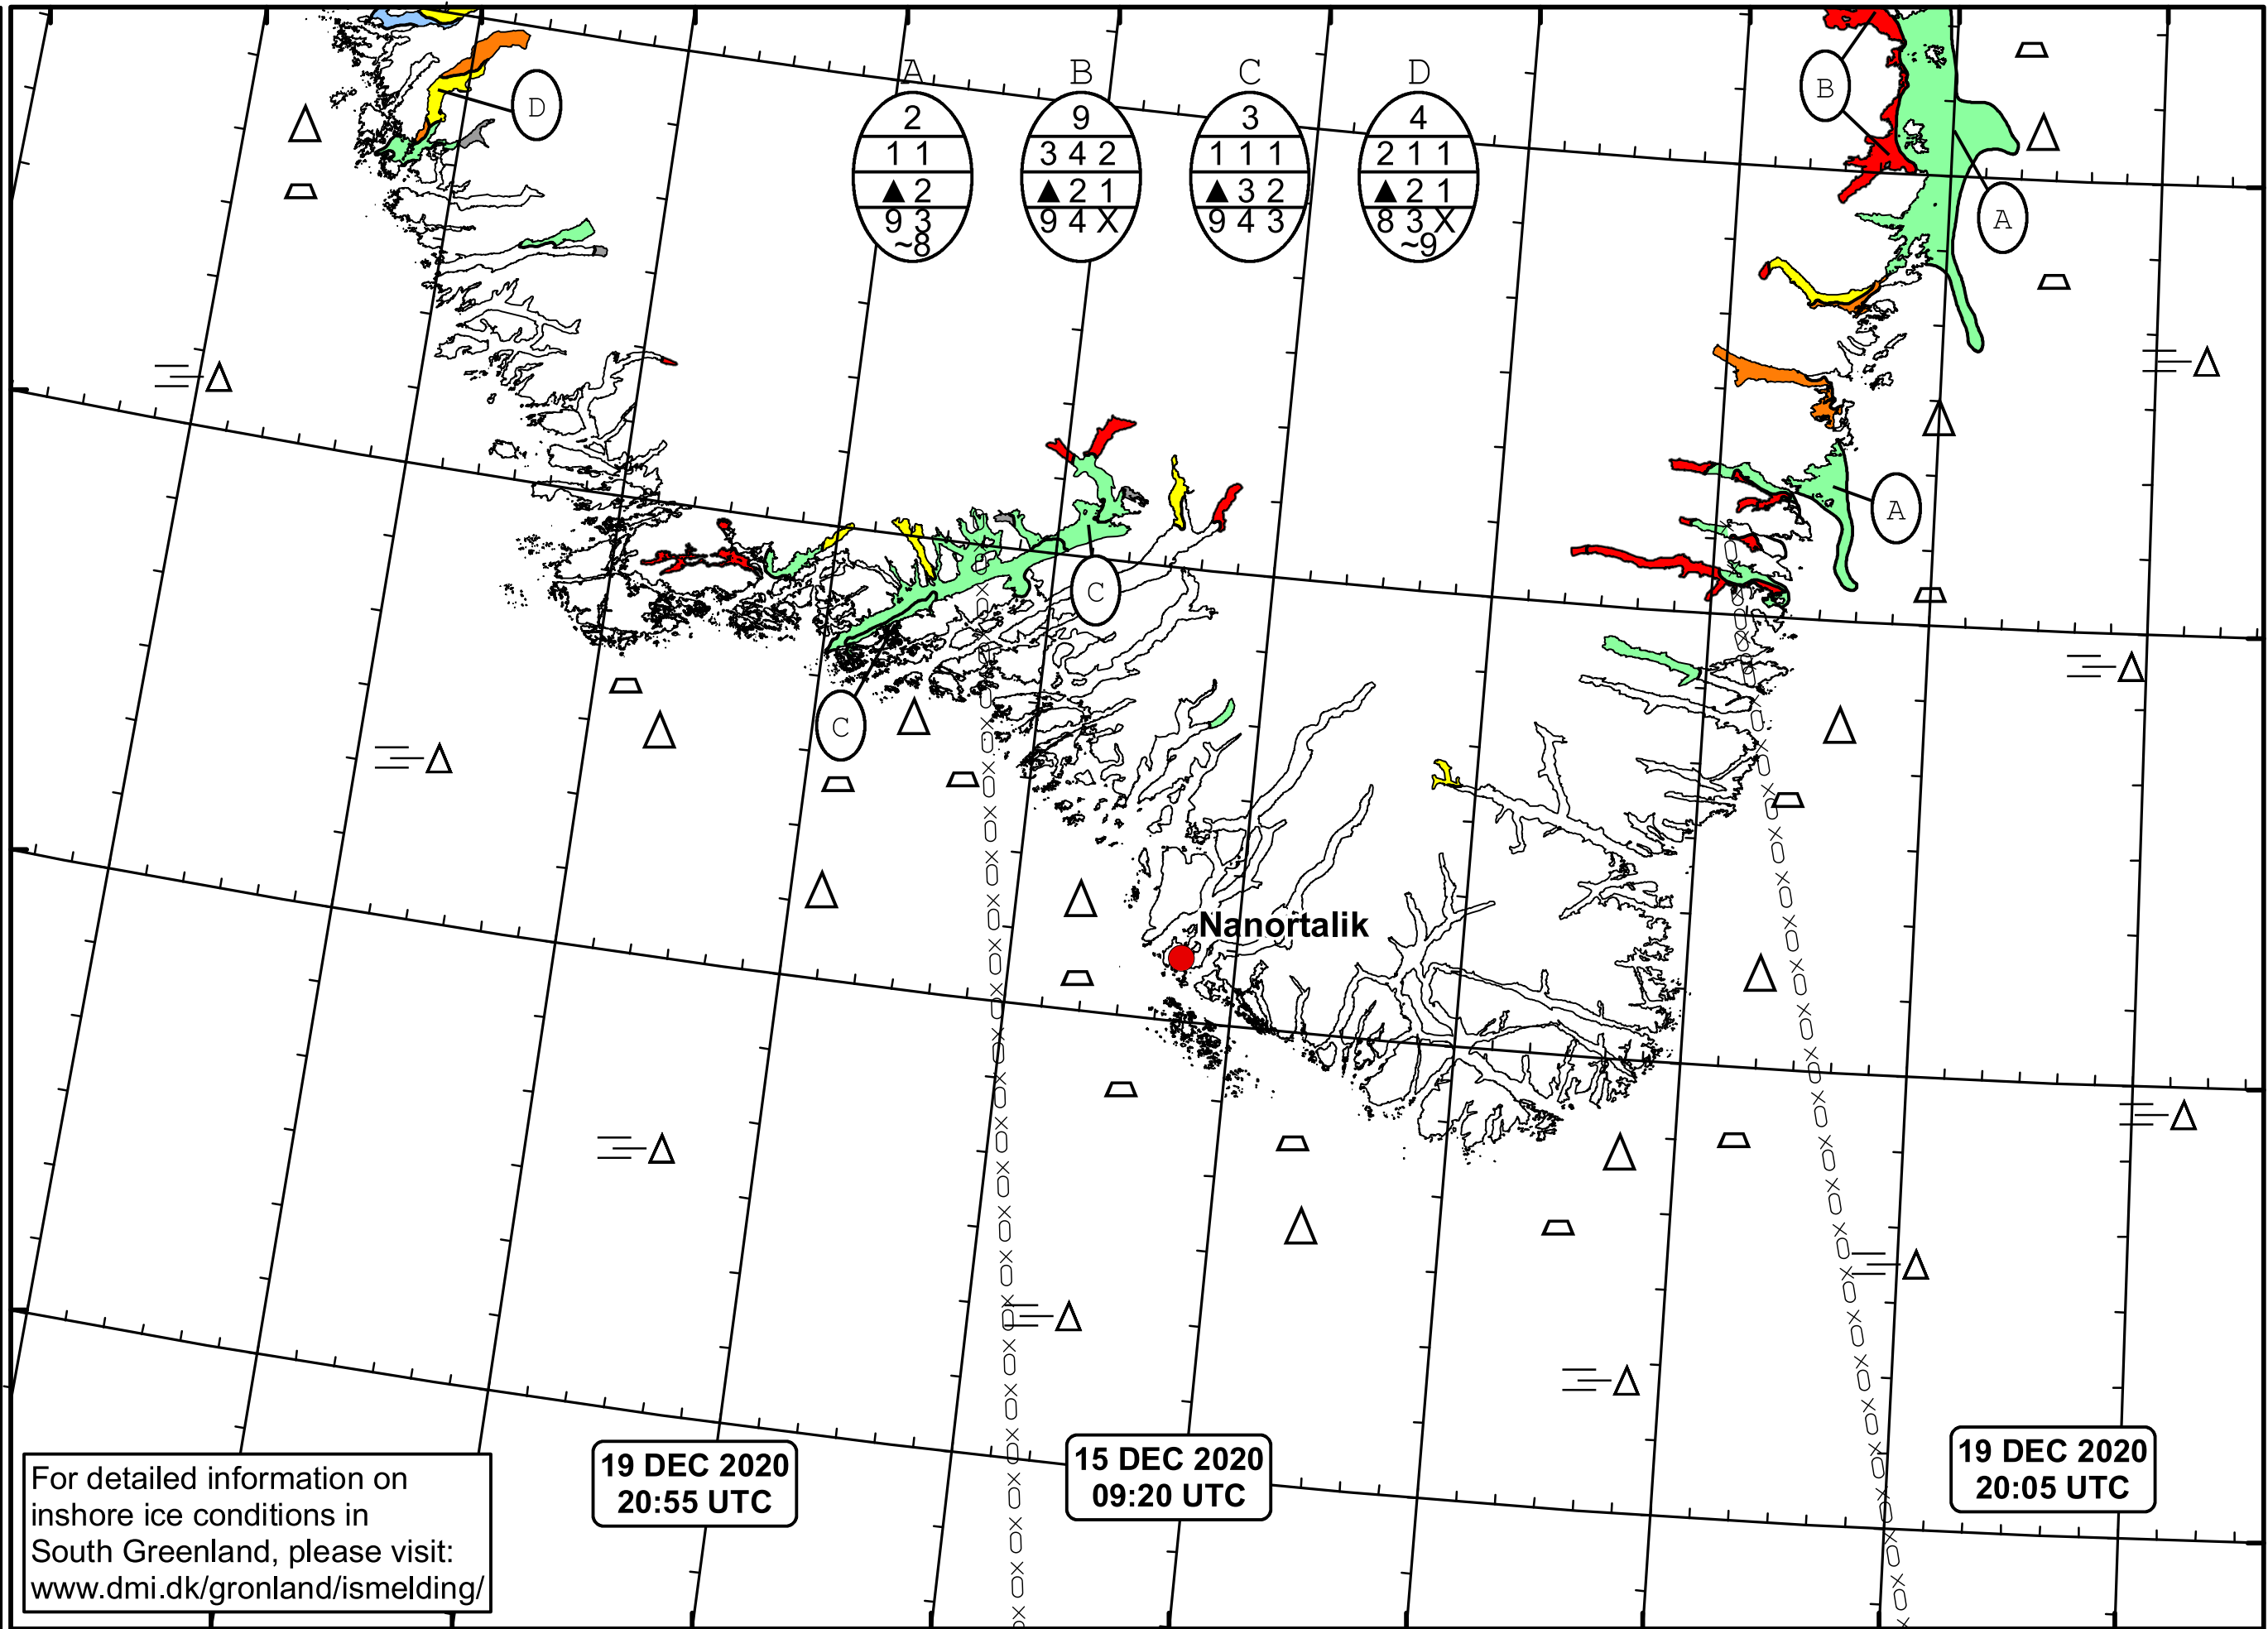 A B C D
2 9 3 4
1 1 3 4 2 1 1 1 2 1 1
▲ 2 ▲ 2 1 ▲ 3 2 ▲ 2 1
9 3 9 4 X 9 4 3 8 3 X
~8 ~9
D
B
A
A
C
C
Nanortalik
19 DEC 2020
20:55 UTC
15 DEC 2020
09:20 UTC
19 DEC 2020
20:05 UTC
For detailed information on
inshore ice conditions in
South Greenland, please visit:
www.dmi.dk/gronland/ismelding/